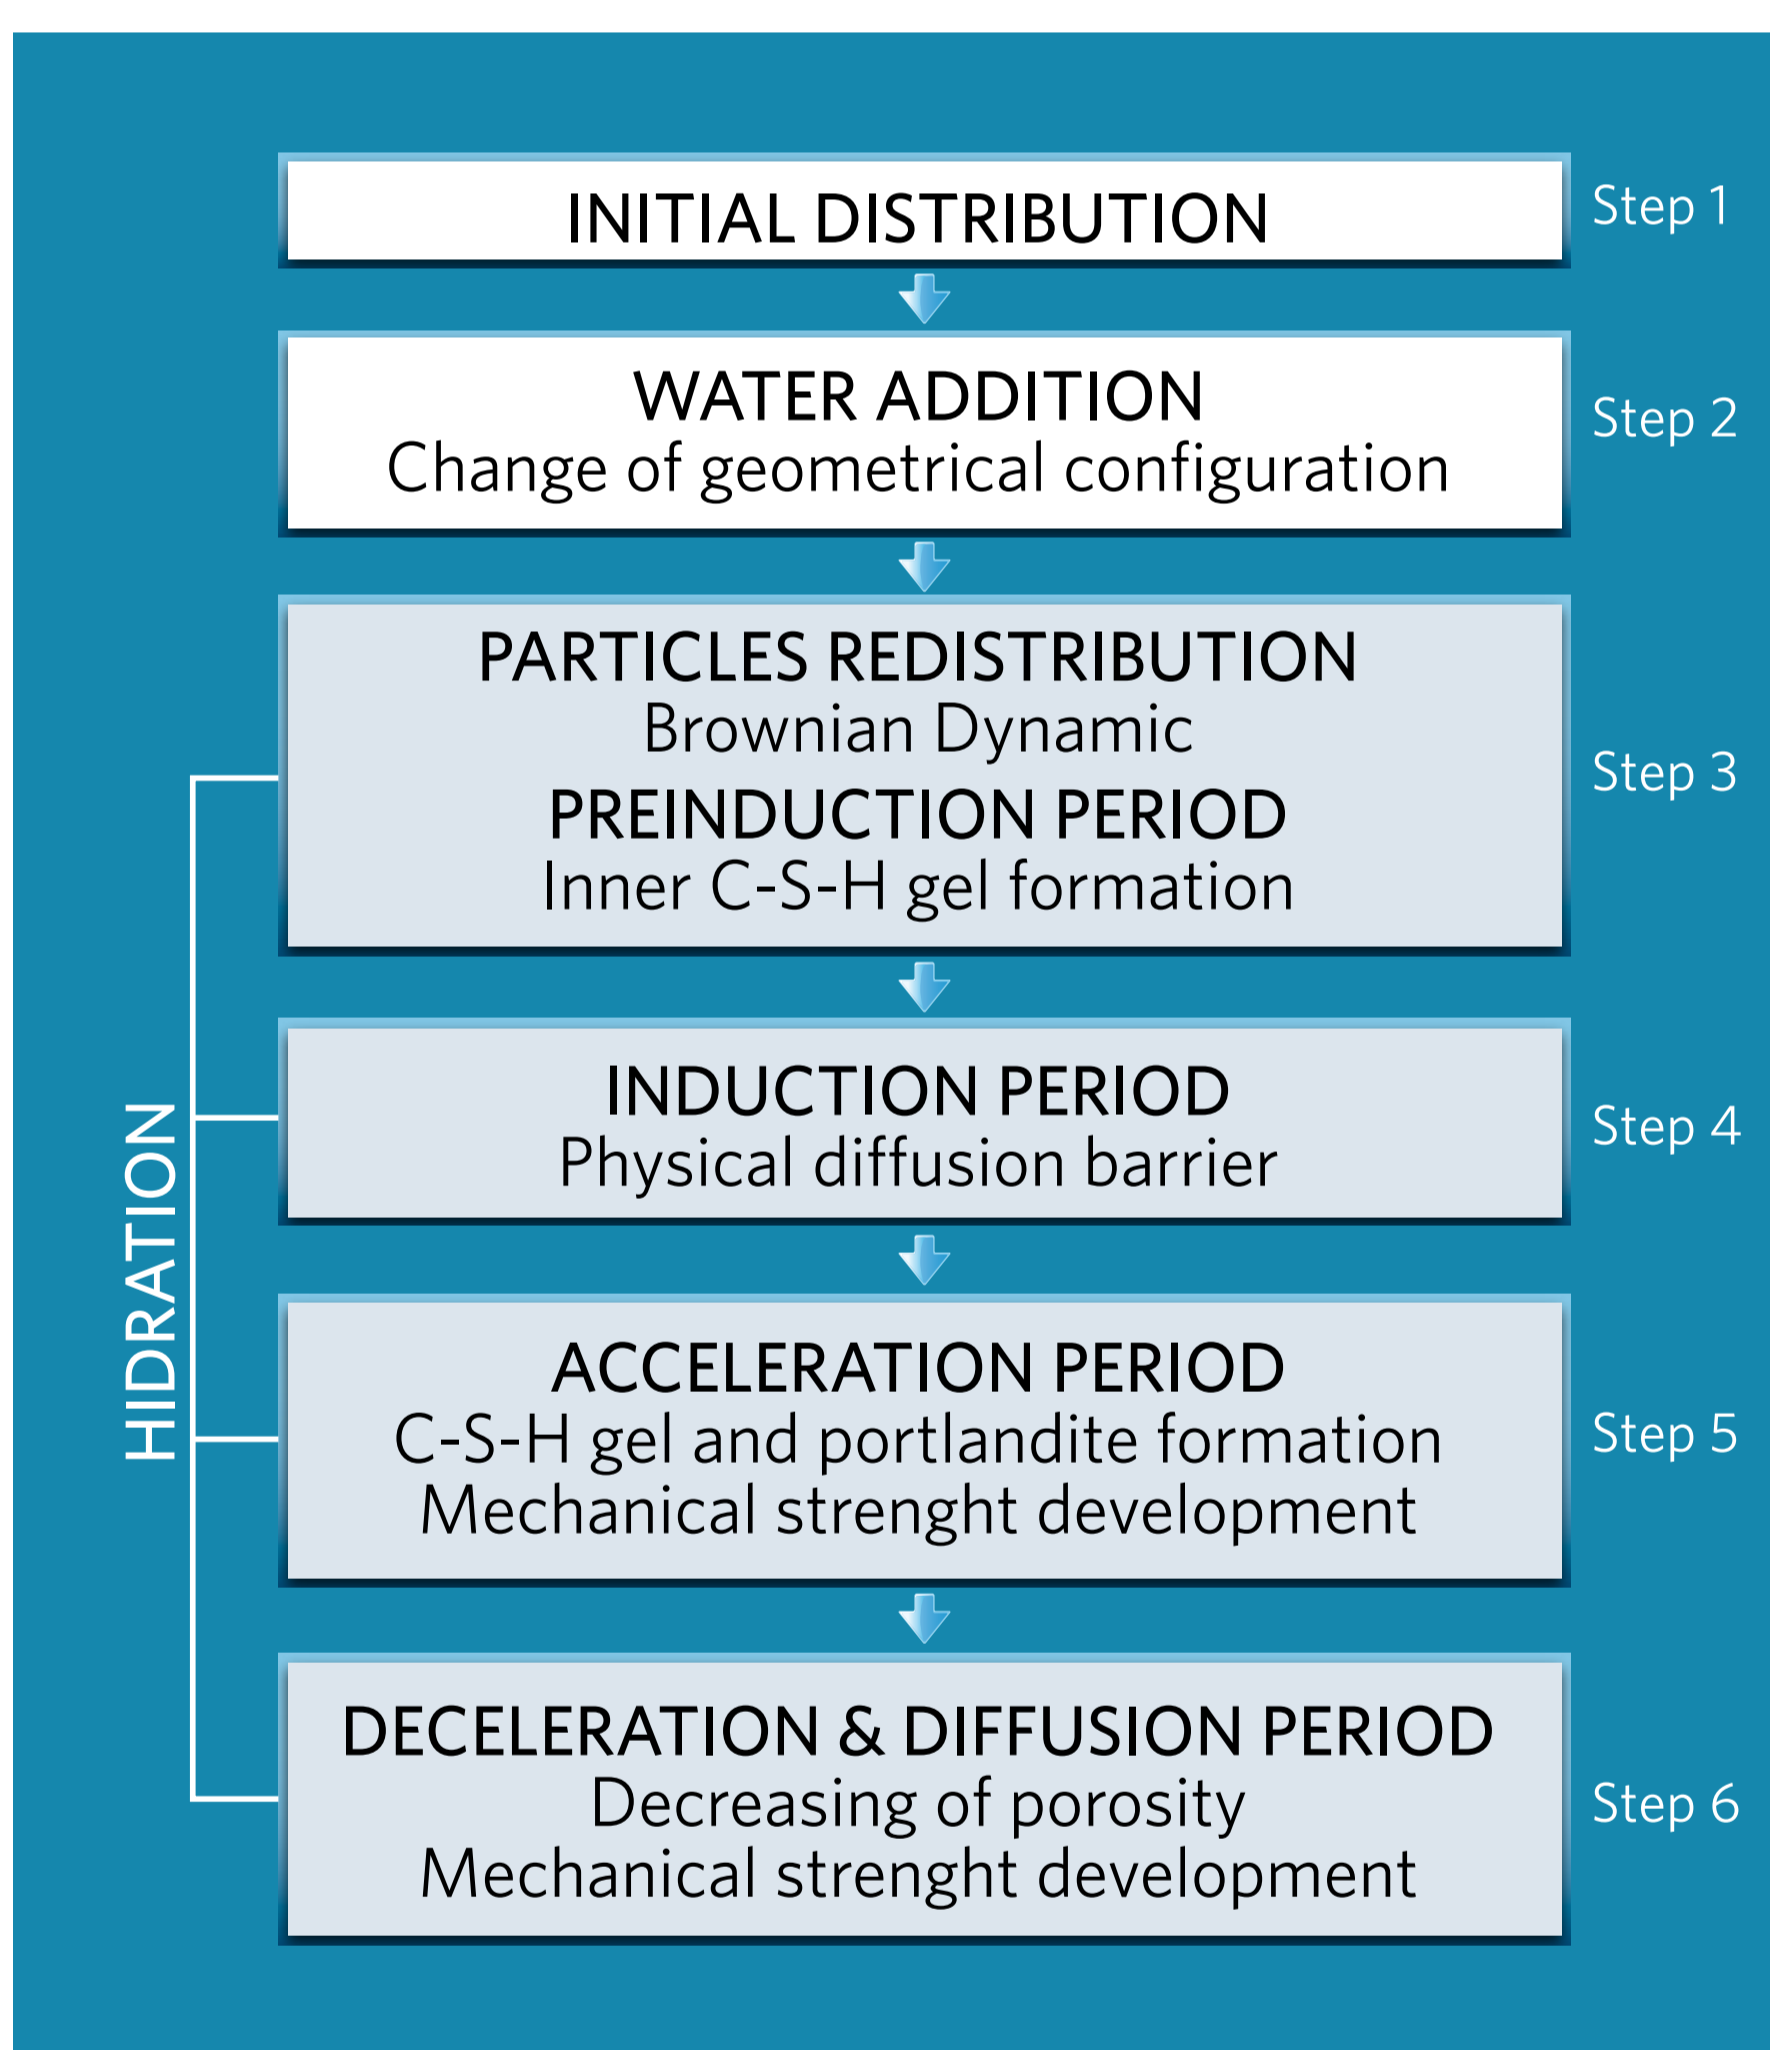 INITIAL DISTRIBUTION
Step 1
WATER ADDITION
Change of geometrical configuration
Step 2
PARTICLES REDISTRIBUTION
Brownian Dynamic
PREINDUCTION PERIOD
Inner C-S-H gel formation
Step 3
INDUCTION PERIOD
Physical diffusion barrier
Step 4
ACCELERATION PERIOD
C-S-H gel and portlandite formation
Mechanical strenght development
Step 5
DECELERATION & DIFFUSION PERIOD
Decreasing of porosity
Mechanical strenght development
Step 6
HIDRATION